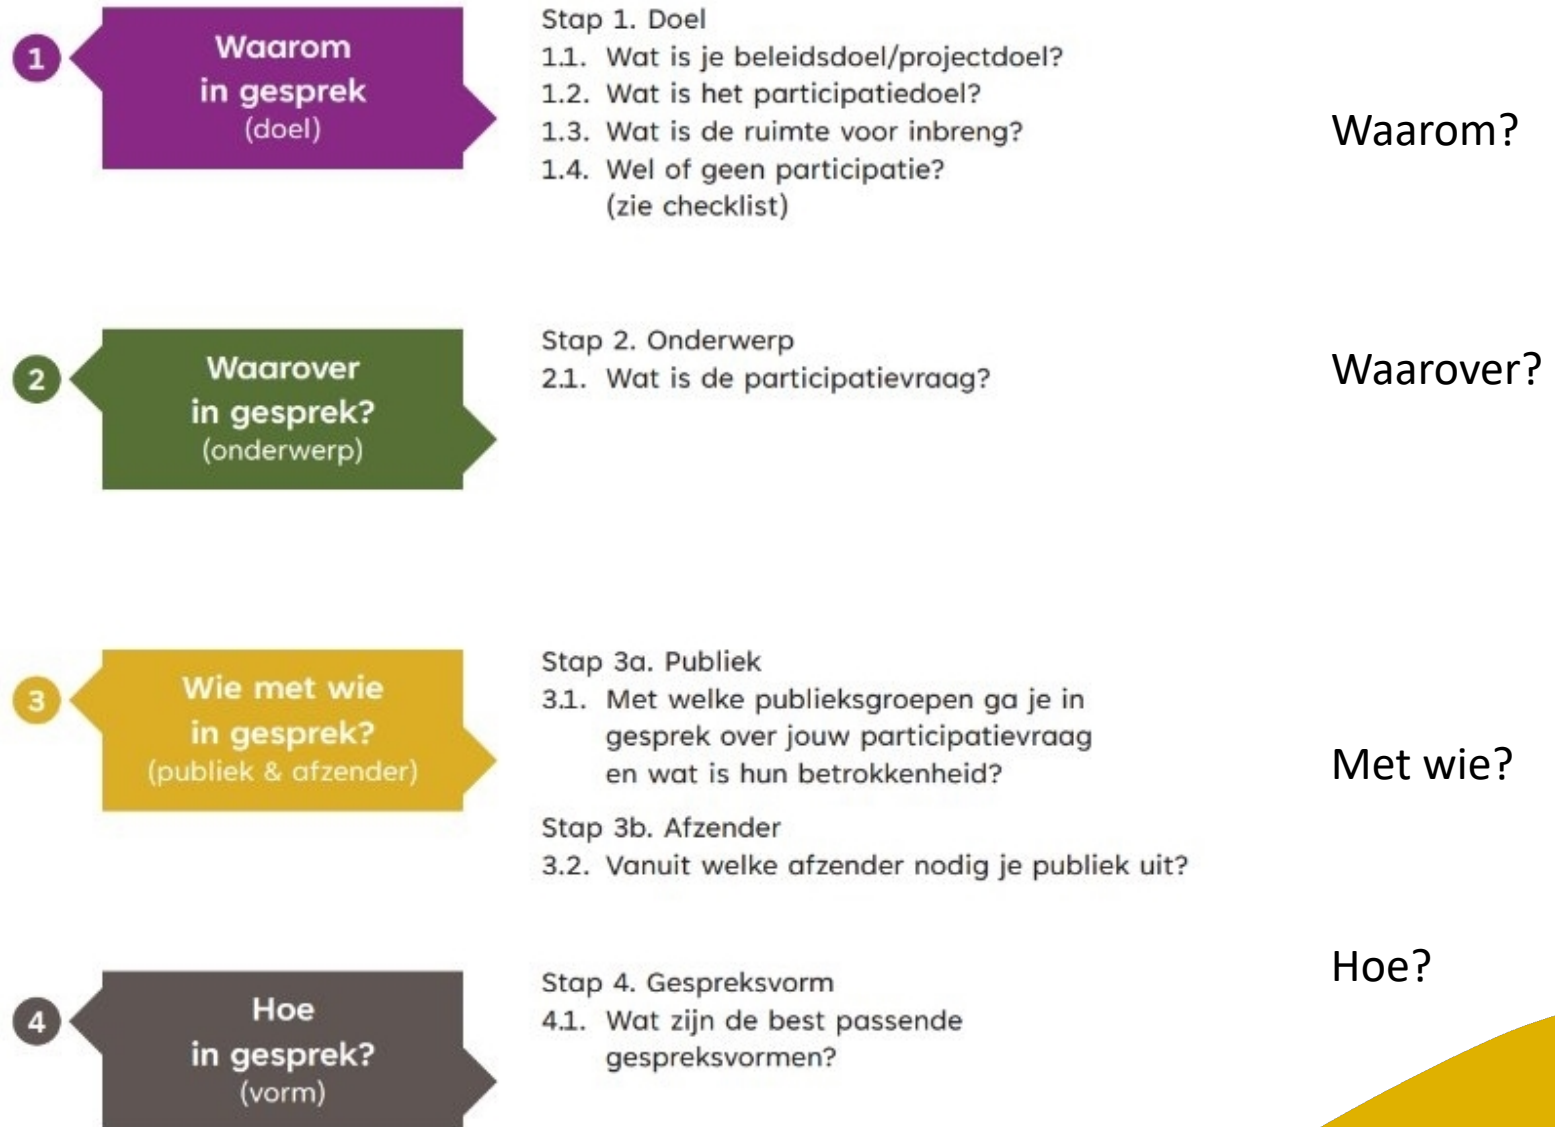 1
Waarom
in gesprek
(doel)
Stap 1. Doel
1.1. Wat is je beleidsdoel/projectdoel?
1.2. Wat is het participatiedoel?
1.3. Wat is de ruimte voor inbreng?
1.4. Wel of geen participatie?
(zie checklist)
Waarom?
2
Waarover
in gesprek?
(onderwerp)
Stap 2. Onderwerp
2.1. Wat is de participatievraag?
Waarover?
3
Wie met wie
in gesprek?
(publiek & afzender)
Stap 3a. Publiek
3.1. Met welke publieksgroepen ga je in
gesprek over jouw participatievraag
en wat is hun betrokkenheid?
Stap 3b. Afzender
3.2. Vanuit welke afzender nodig je publiek uit?
Met wie?
4
Hoe
in gesprek?
(vorm)
Stap 4. Gespreksvorm
4.1. Wat zijn de best passende
gespreksvormen?
Hoe?